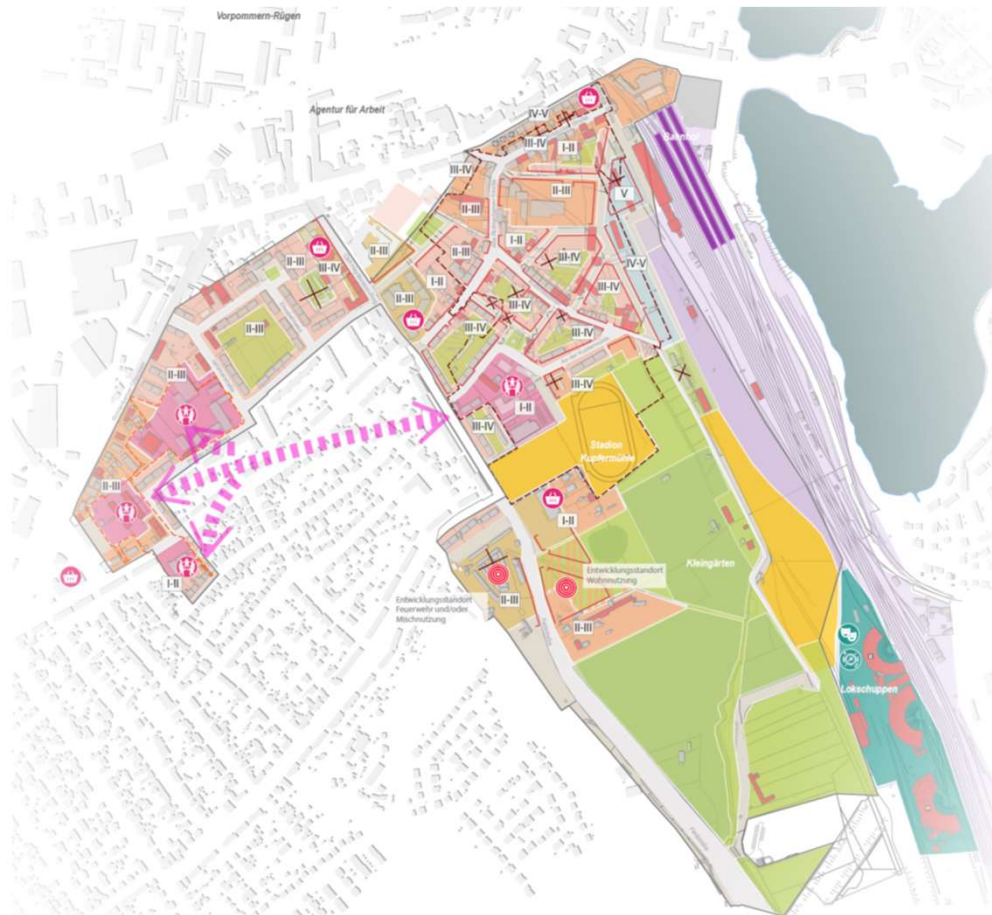 Vorpommern-Rügen
Agentur für Arbeit
IV-V
III-IV
I-II
Bahnhof
III-IV
II-III
V
II-III
I-II
II-III
II-III
III-IV
IV-V
II-III
III-IV
I-II
III-IV
II-III
III-IV
II-III
III-IV
III-IV
II-III
III-IV
I-II
III-IV
Stadion
Kupfermühle
II-III
I-II
Kleingärten
Entwicklungsstandort
Wohnnutzung
I-II
II-III
Entwicklungsstandort
Feuerwehr und/oder
Mischnutzung
II-III
Lokschuppen